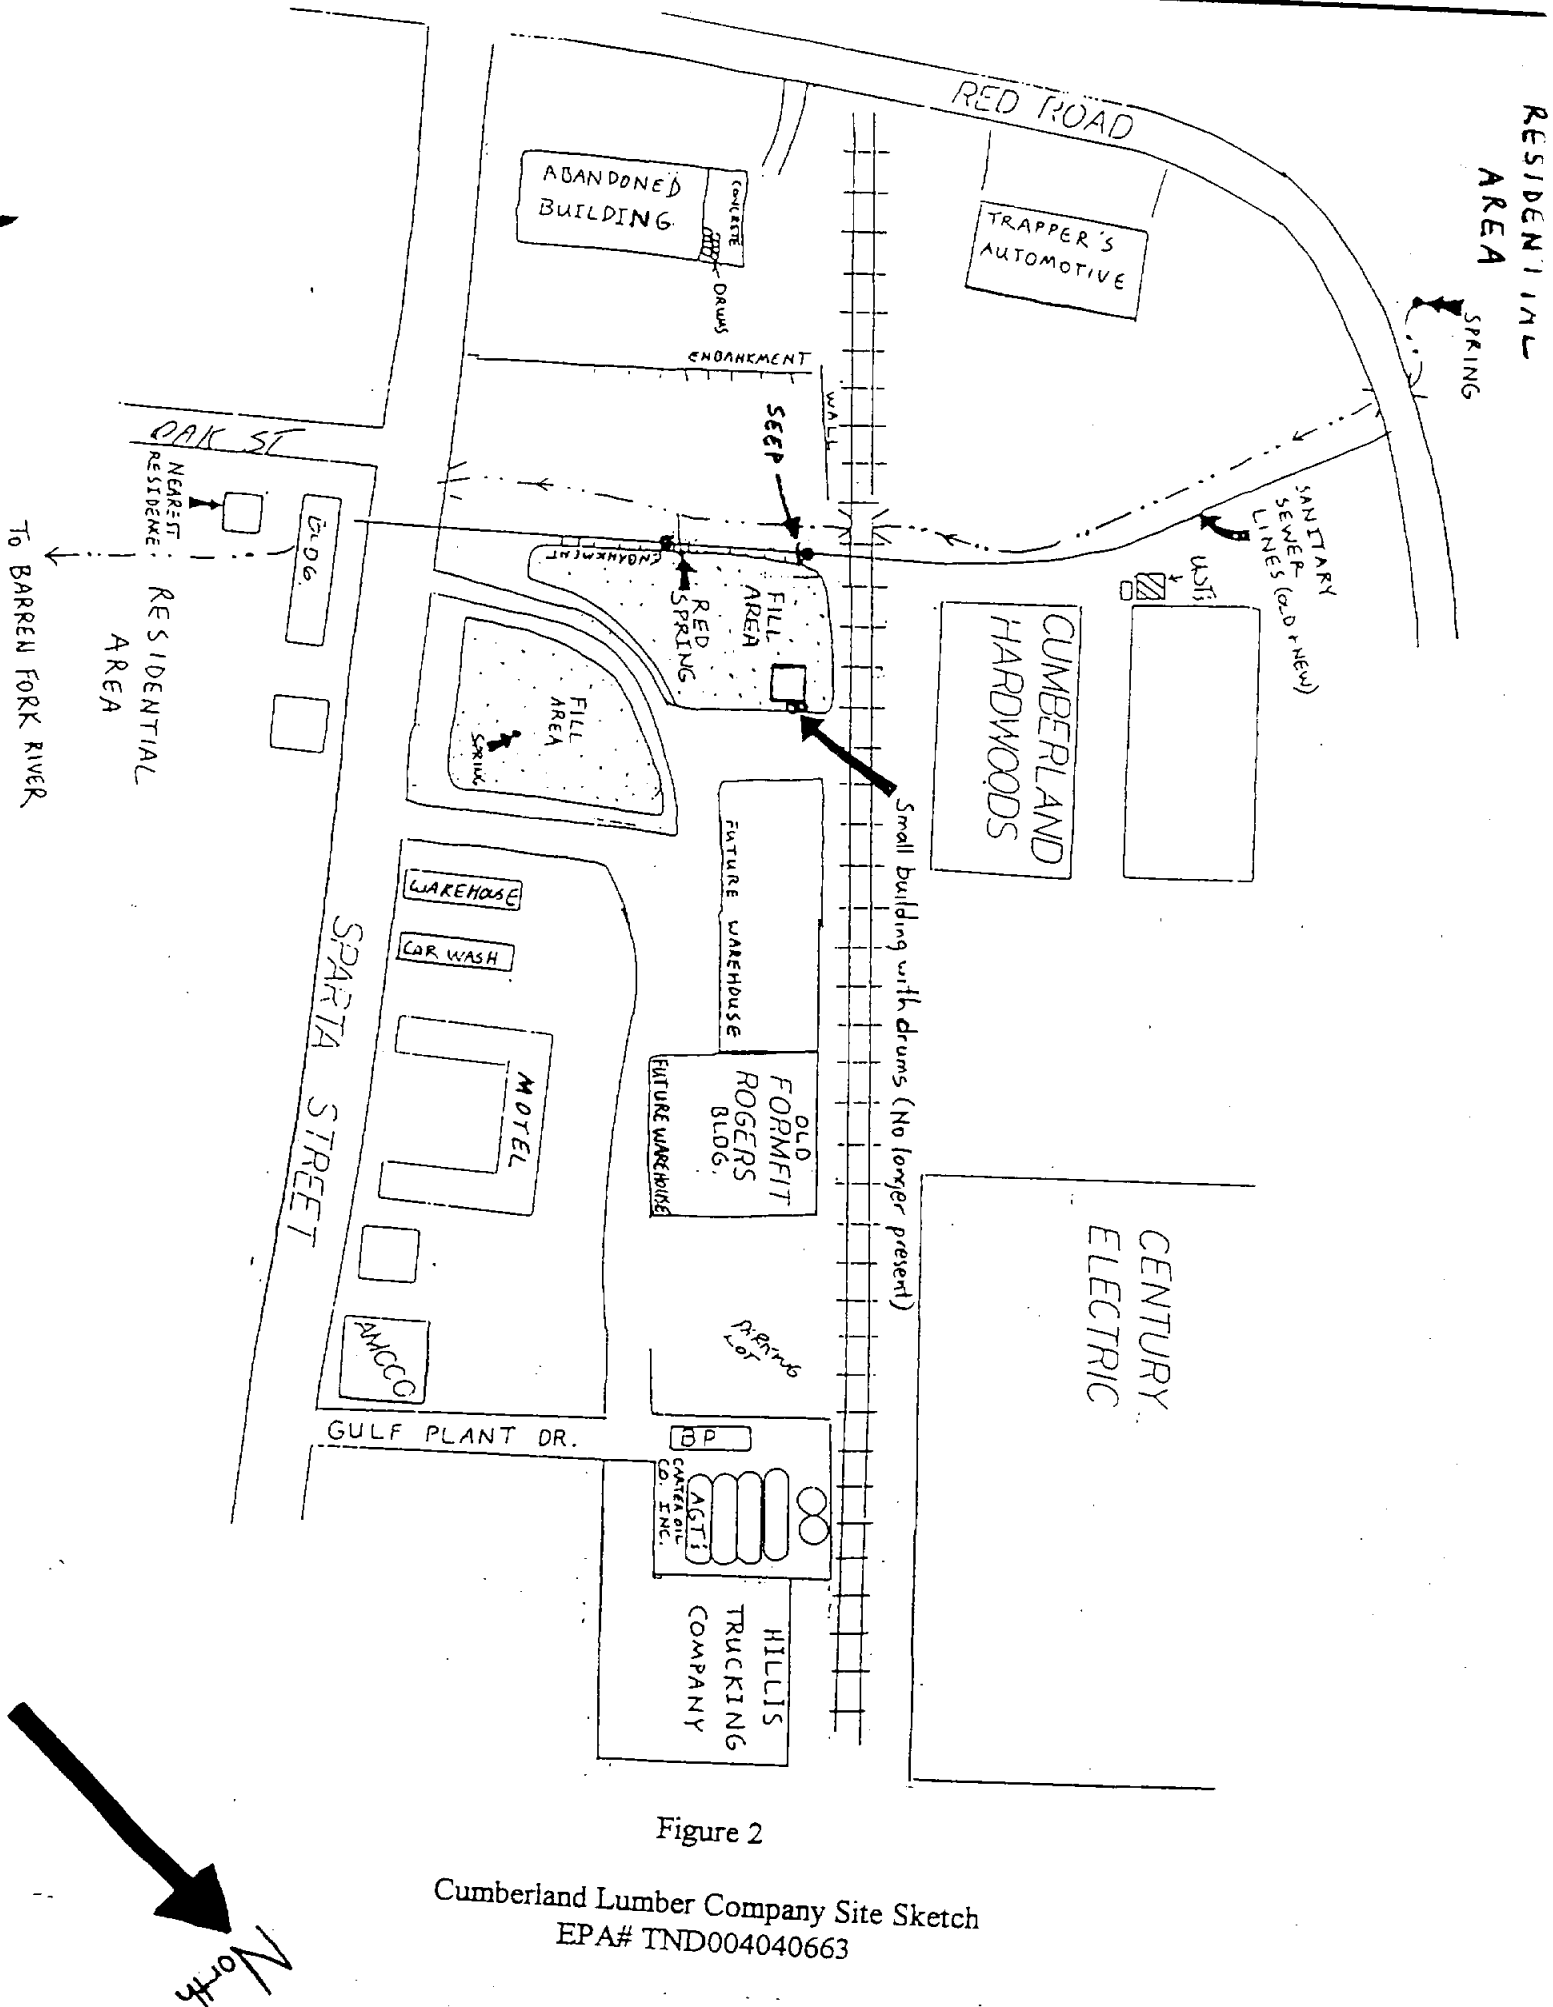 RESIDENTIAL
AREA
RED ROAD
SPRING
TRAPPER'S
AUTOMOTIVE
ABANDONED
BUILDING
CONCRETE
DRUMS
EMBANKMENT
WALL
SEEP
SANITARY
SEWER
LINES (OLD + NEW)
USTs
OAK ST
NEAREST
RESIDENCE
BLDG
RESIDENTIAL
AREA
TO BARREN FORK RIVER
EMBANKMENT
RED
SPRING
FILL
AREA
FILL
AREA
SPRING
CUMBERLAND
HARDWOODS
Small building with drums (No longer present)
WAREHOUSE
CAR WASH
MOTEL
SPARTA STREET
FUTURE WAREHOUSE
FUTURE WAREHOUSE
OLD
FORMFIT
ROGERS
BLDG.
CENTURY
ELECTRIC
PARKING
LOT
AMCCO
GULF PLANT DR.
BP
CARTER OIL
CO. INC.
AGT's
HILLIS
TRUCKING
COMPANY
Figure 2
Cumberland Lumber Company Site Sketch
EPA# TND004040663
North